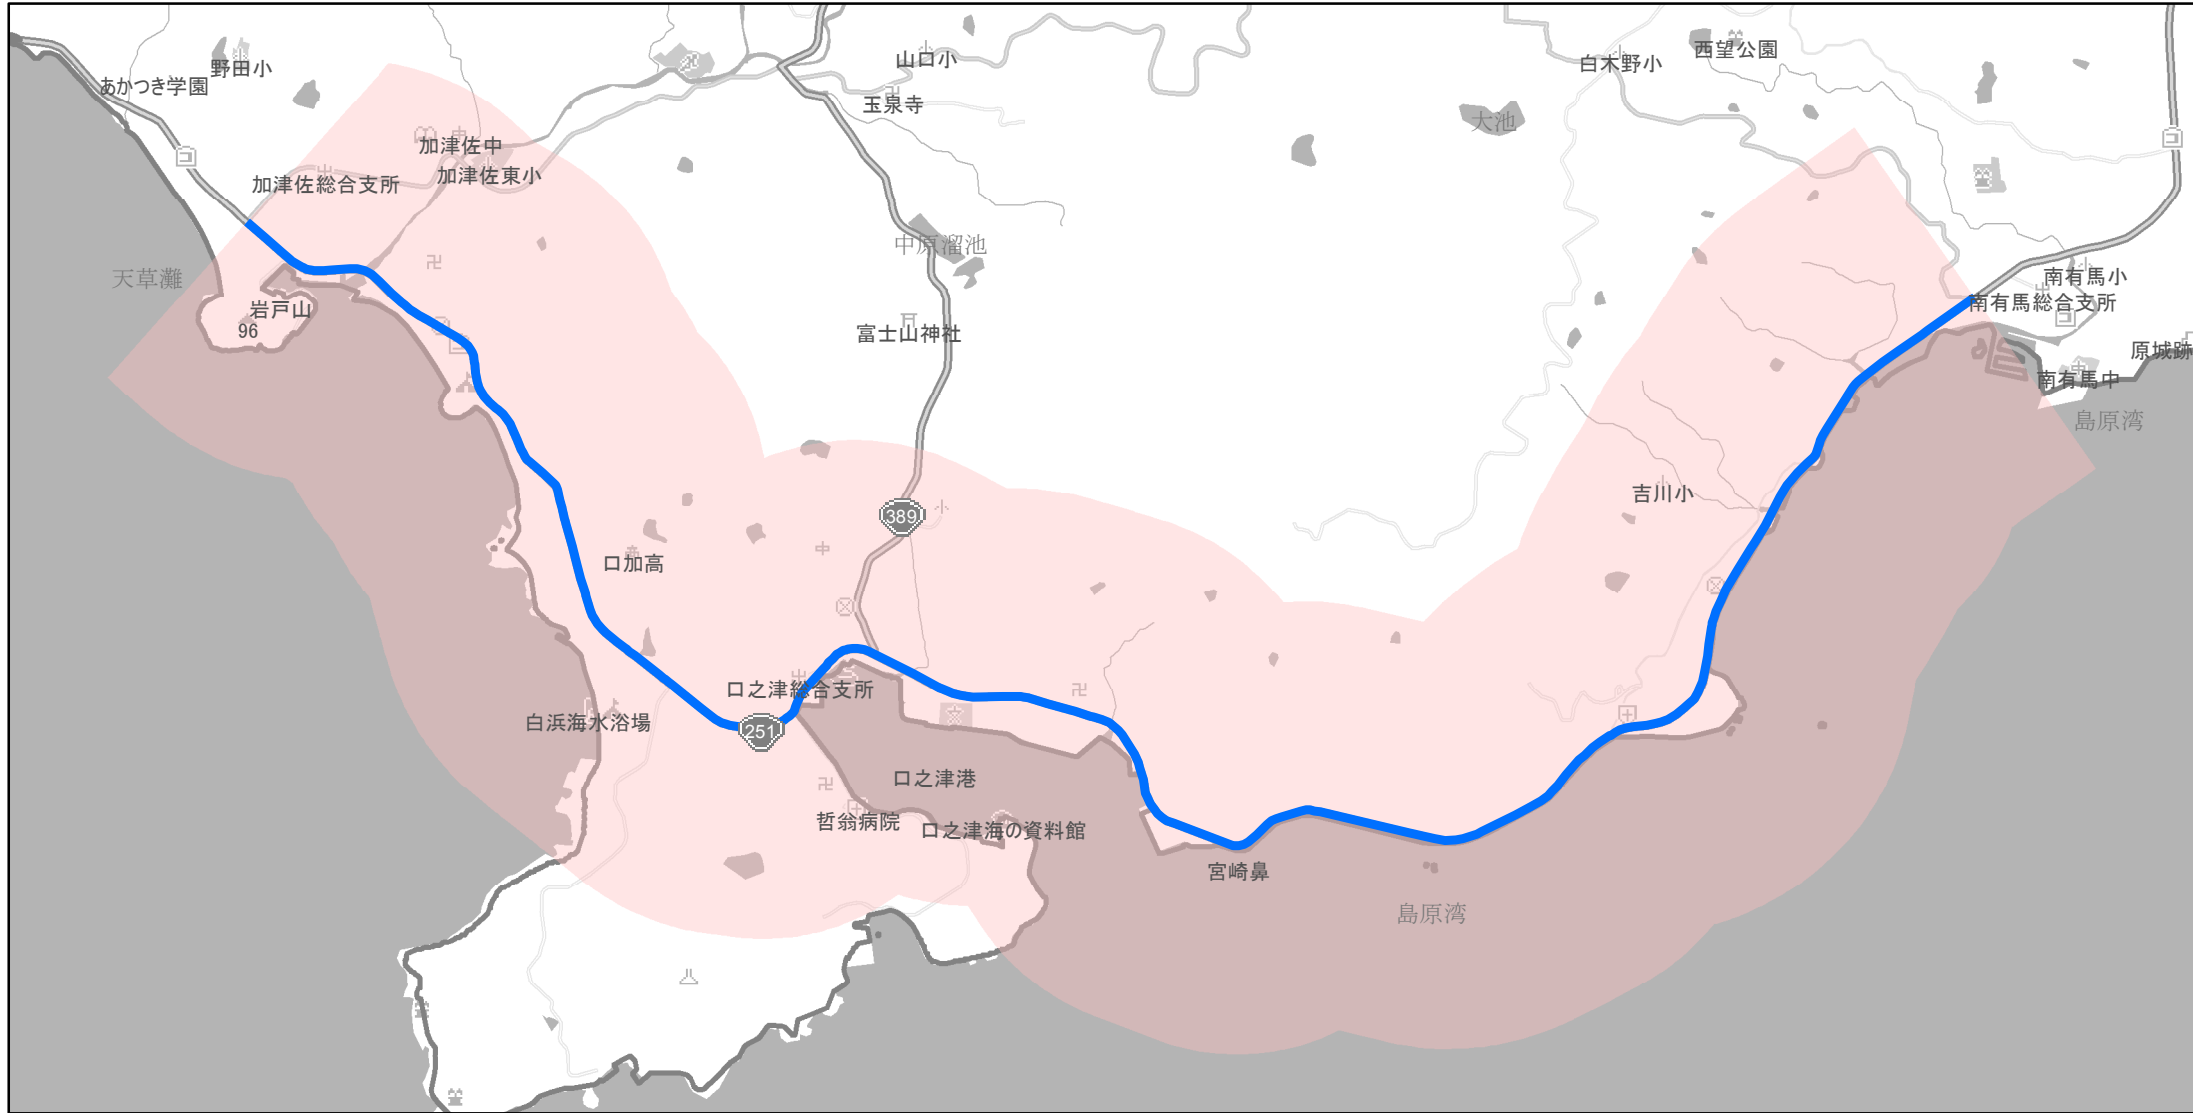 山口小
西望公園
野田小
白木野小
あかつき学園
玉泉寺
大池
加津佐中
加津佐東小
加津佐総合支所
中原溜池
天草灘
南有馬小
南有馬総合支所
岩戸山
96
富士山神社
原城跡
南有馬中
島原湾
吉川小
389
口加高
口之津総合支所
白浜海水浴場
251
口之津港
哲翁病院
口之津海の資料館
宮崎鼻
島原湾